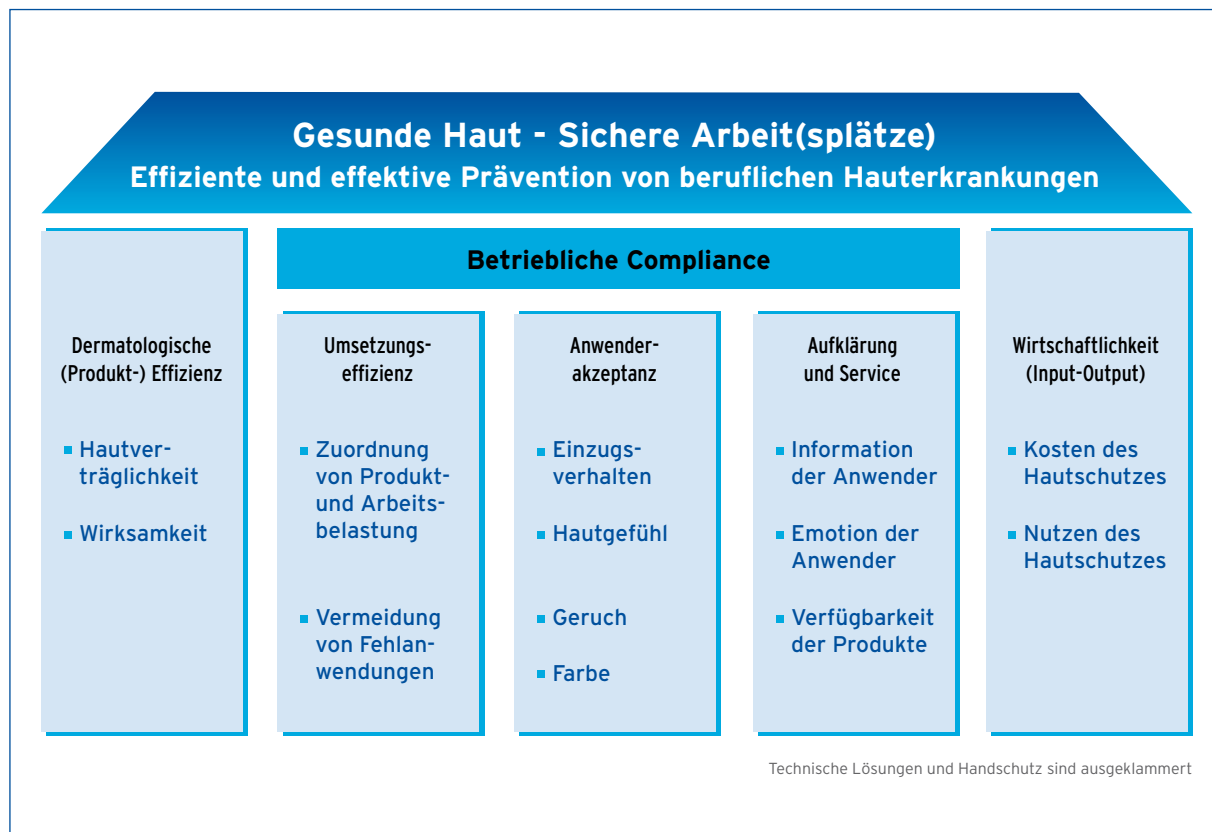 Gesunde Haut - Sichere Arbeit(splätze)
Effiziente und effektive Prävention von beruflichen Hauterkrankungen
Betriebliche Compliance
Dermatologische
(Produkt-) Effizienz
Hautver-
träglichkeit
Wirksamkeit
Umsetzungs-
effizienz
Zuordnung
von Produkt-
und Arbeits-
belastung
Vermeidung
von Fehlan-
wendungen
Anwender-
akzeptanz
Einzugs-
verhalten
Hautgefühl
Geruch
Farbe
Aufklärung
und Service
Information
der Anwender
Emotion der
Anwender
Verfügbarkeit
der Produkte
Wirtschaftlichkeit
(Input-Output)
Kosten des
Hautschutzes
Nutzen des
Hautschutzes
Technische Lösungen und Handschutz sind ausgeklammert